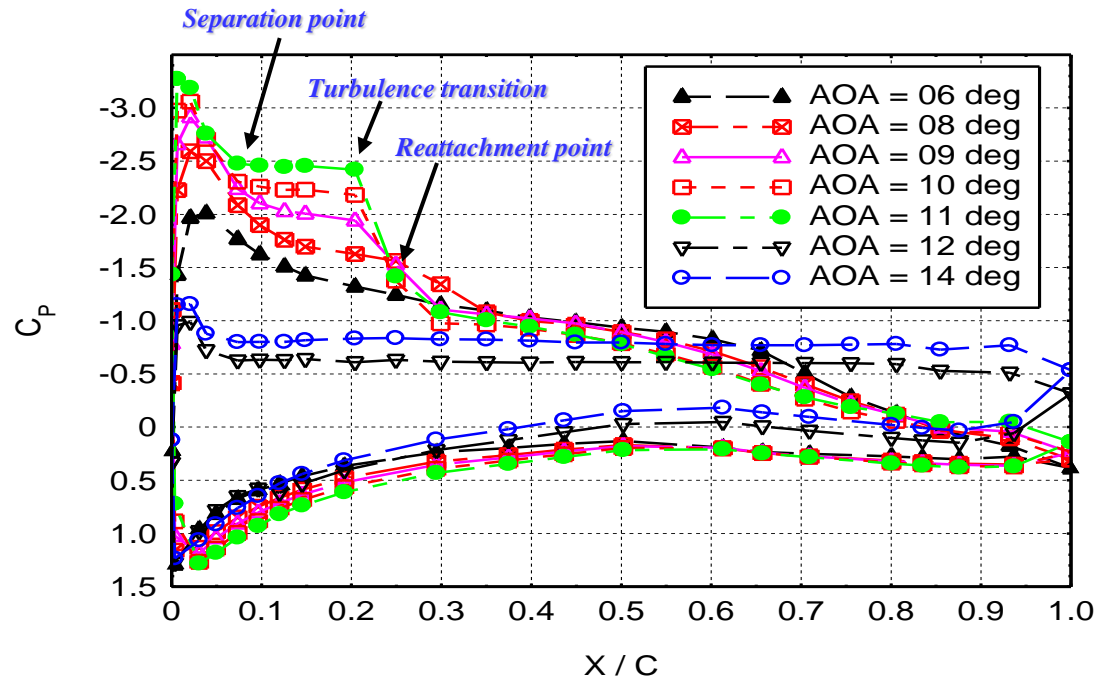 Separation point
Turbulence transition
Reattachment point
AOA = 06 deg
AOA = 08 deg
AOA = 09 deg
AOA = 10 deg
AOA = 11 deg
AOA = 12 deg
AOA = 14 deg
C_P
-3.0
-2.5
-2.0
-1.5
-1.0
-0.5
0
0.5
1.0
1.5
0 0.1 0.2 0.3 0.4 0.5 0.6 0.7 0.8 0.9 1.0
X / C